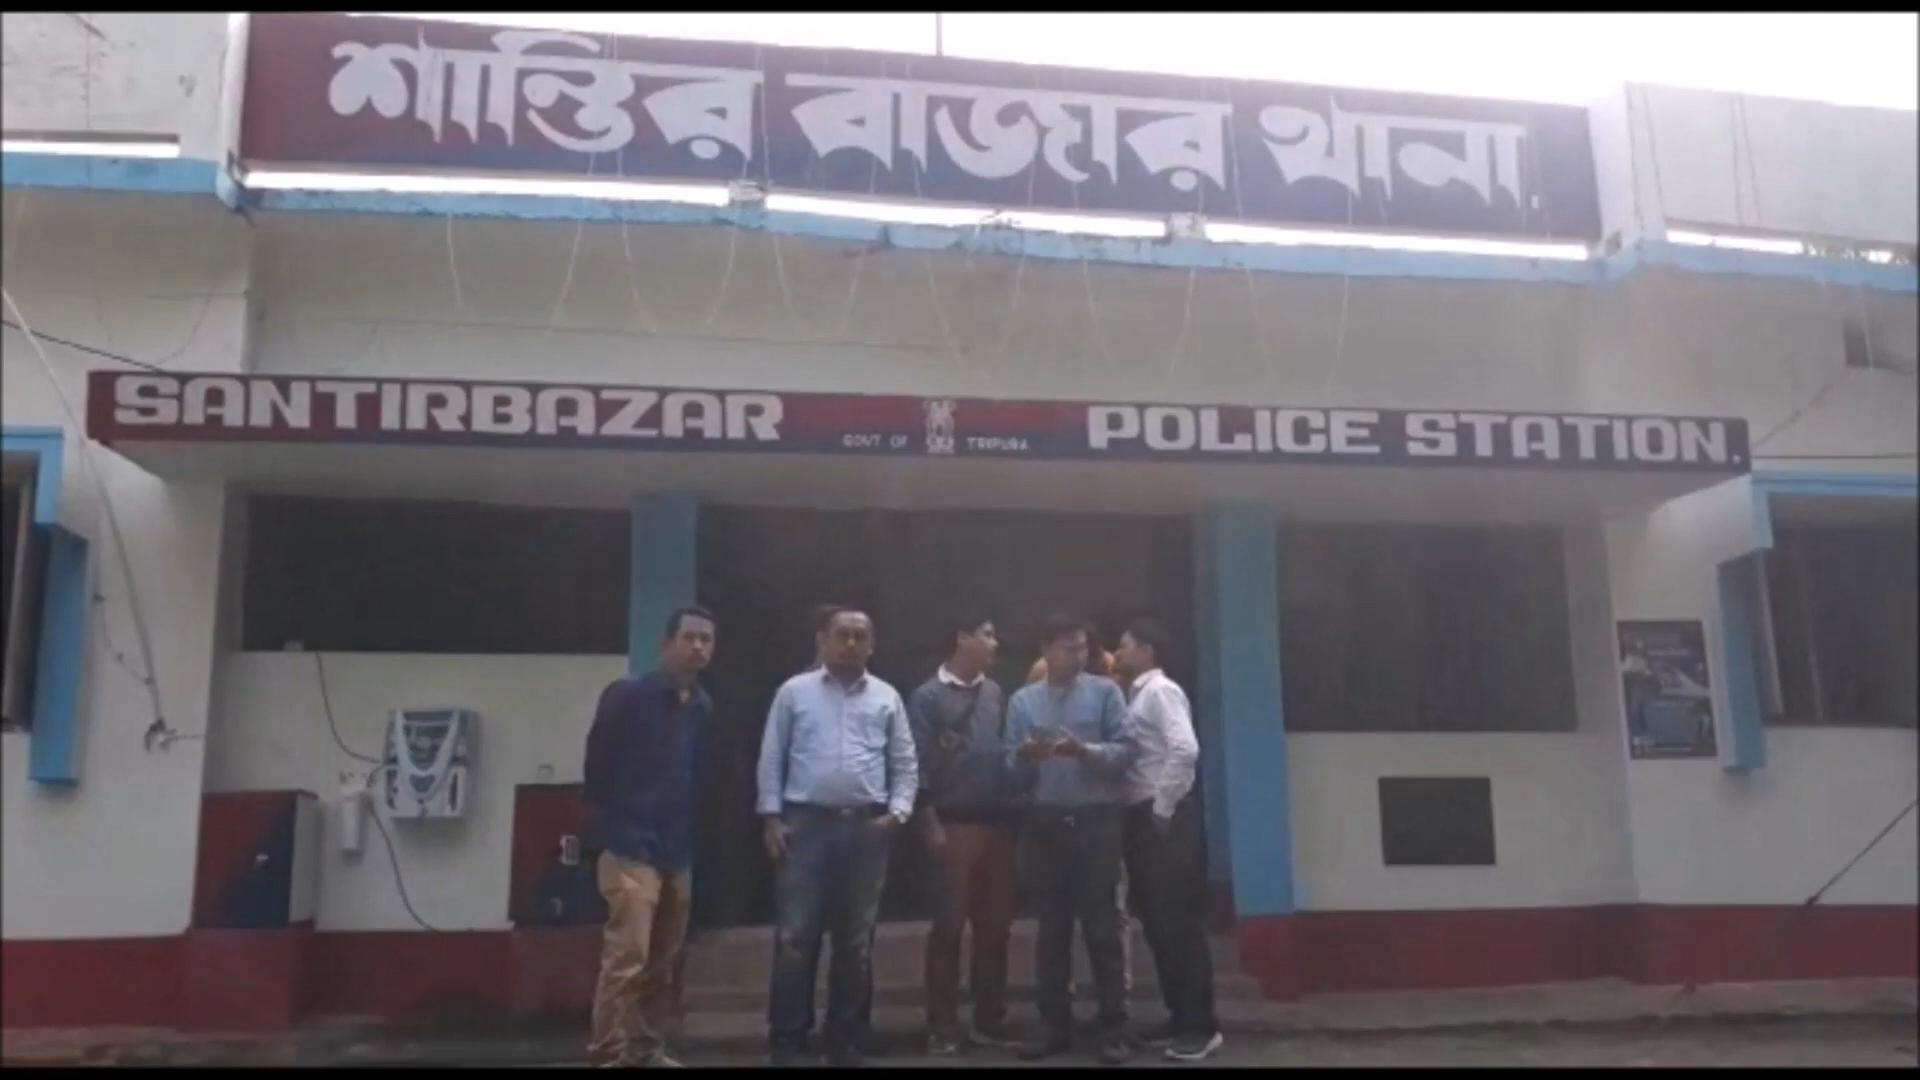 শান্তির বাজার থানা.
SANTIRBAZAR POLICE STATION.
GOVT OF TRIPURA